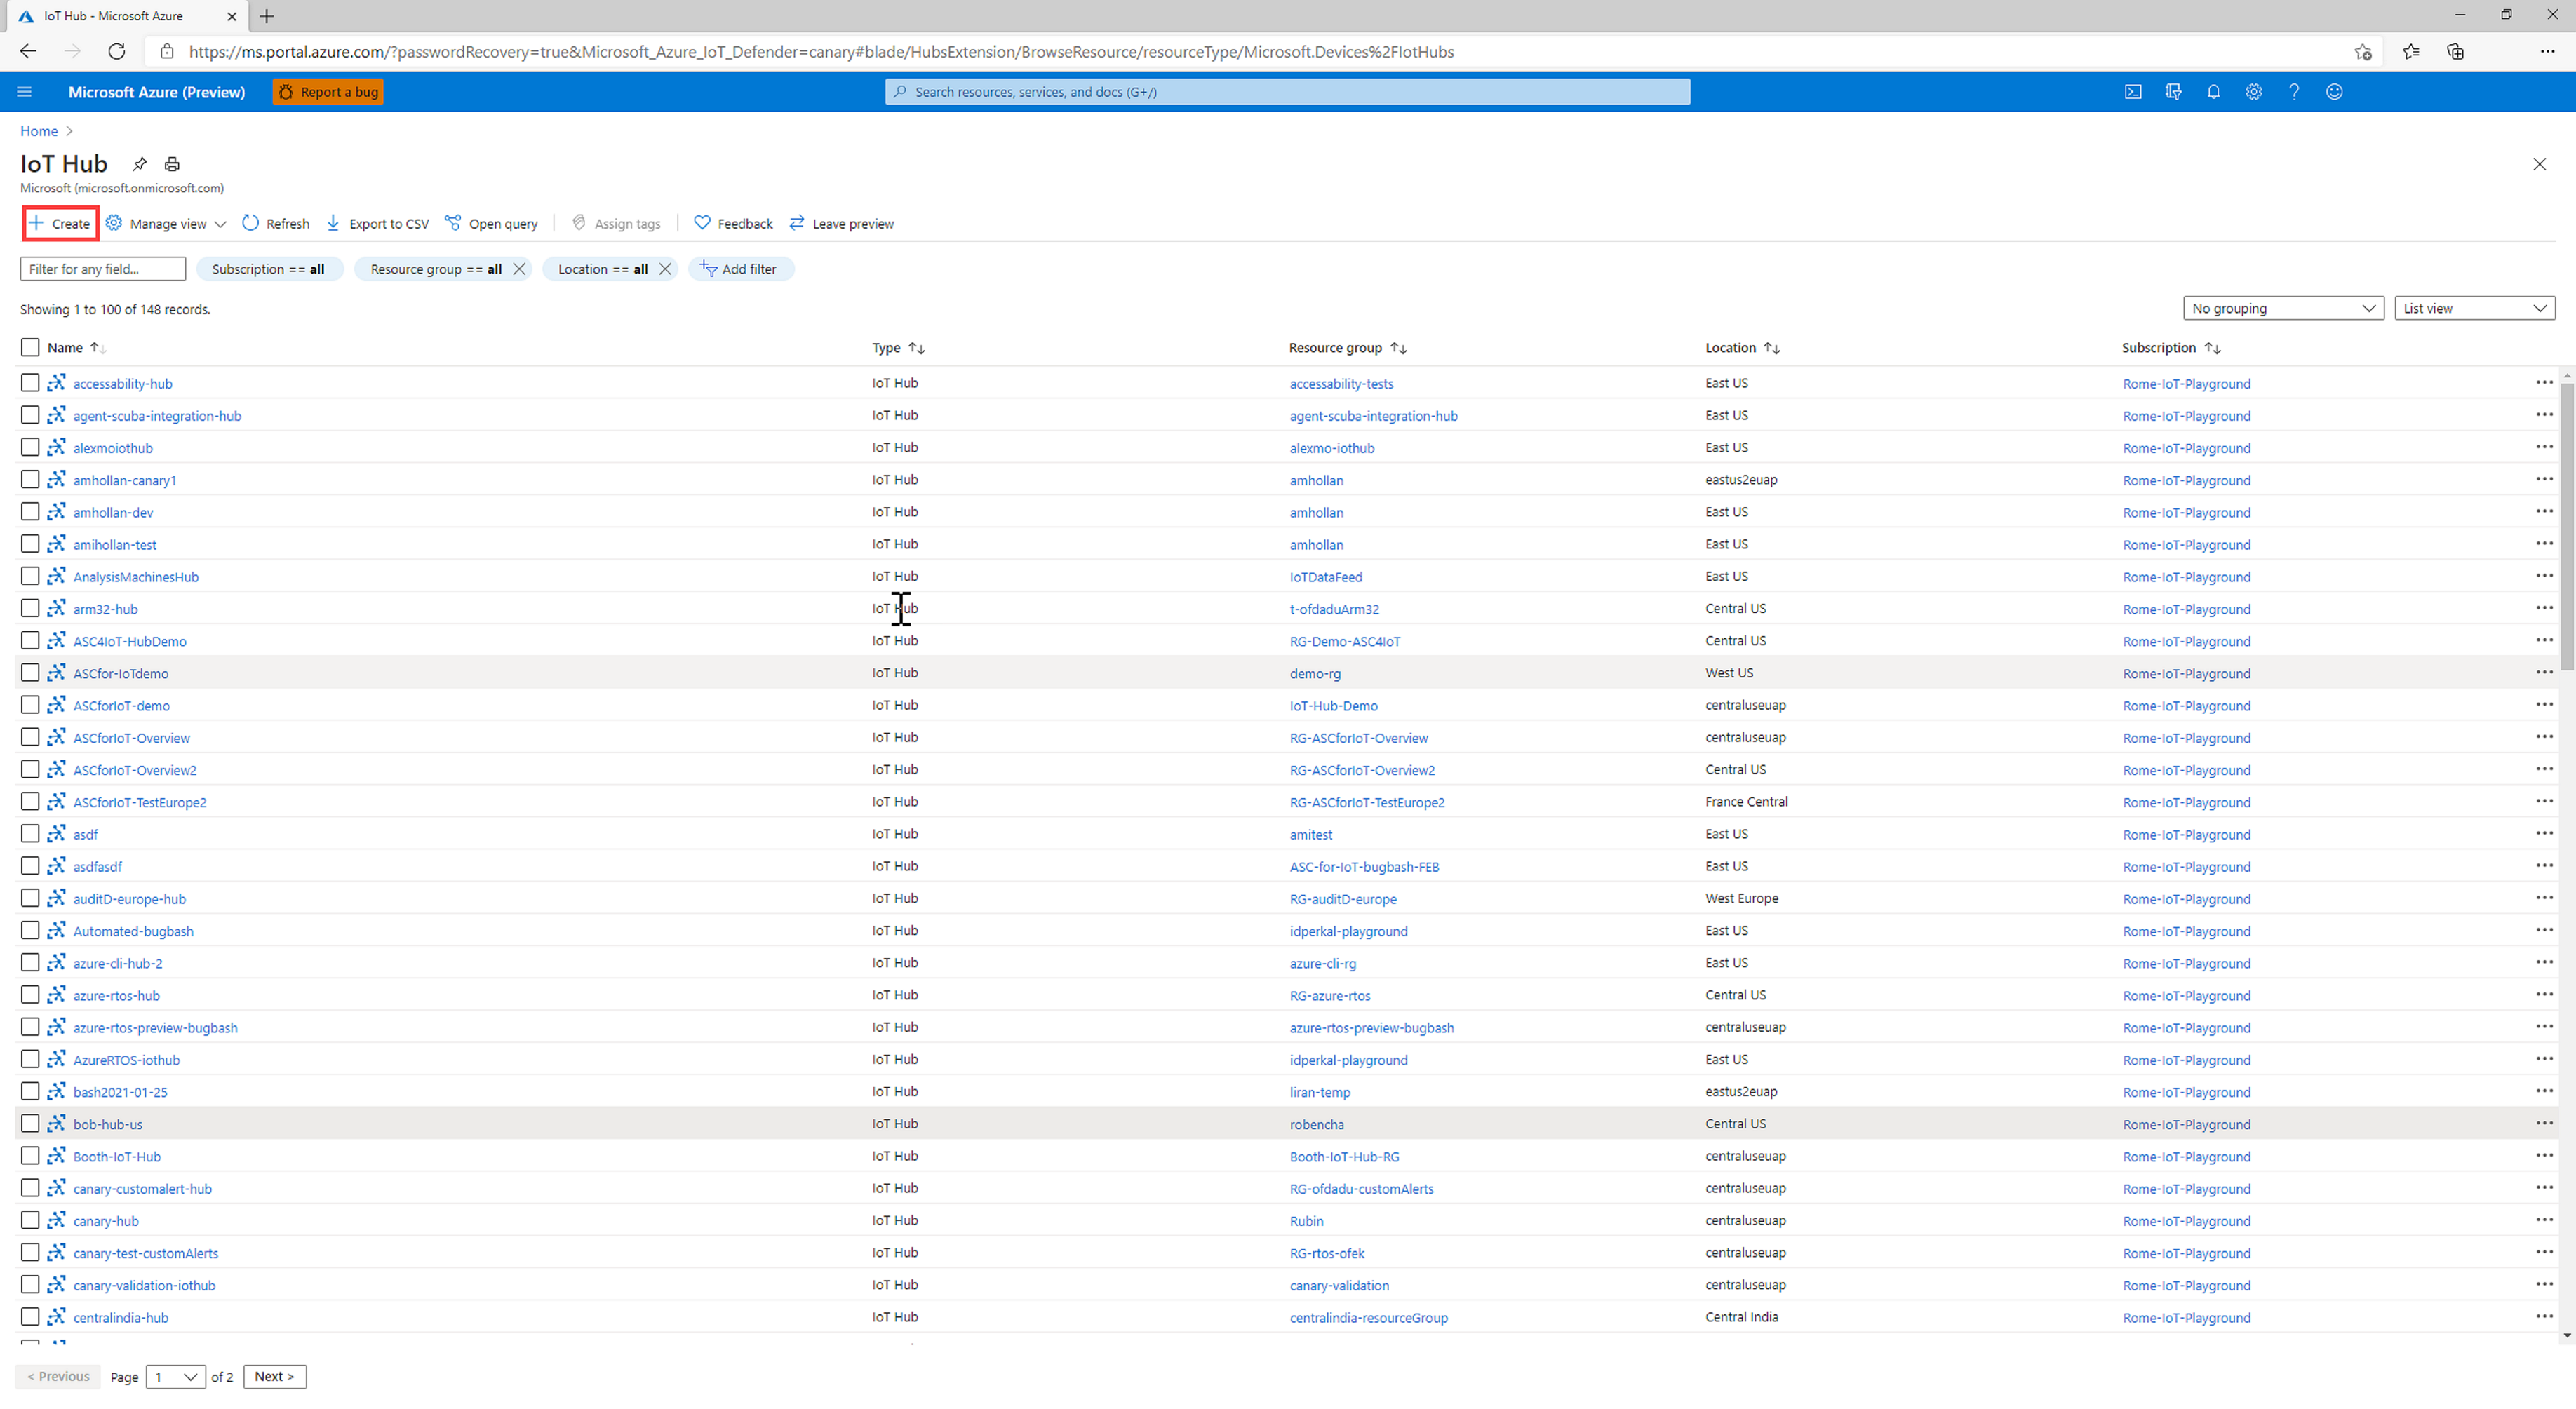 IoT Hub - Microsoft Azure
https://ms.portal.azure.com/?passwordRecovery=true&Microsoft_Azure_IoT_Defender=canary#blade/HubsExtension/BrowseResource/resourceType/Microsoft.Devices%2FIotHubs
Microsoft Azure (Preview) Report a bug Search resources, services, and docs (G+/)
Home
IoT Hub
Microsoft (microsoft.onmicrosoft.com)
Create Manage view Refresh Export to CSV Open query Assign tags Feedback Leave preview
Filter for any field... Subscription == all Resource group == all Location == all Add filter
Showing 1 to 100 of 148 records. No grouping List view
Name Type Resource group Location Subscription
accessability-hub IoT Hub accessability-tests East US Rome-IoT-Playground
agent-scuba-integration-hub IoT Hub agent-scuba-integration-hub East US Rome-IoT-Playground
alexmoiothub IoT Hub alexmo-iothub East US Rome-IoT-Playground
amhollan-canary1 IoT Hub amhollan eastus2euap Rome-IoT-Playground
amhollan-dev IoT Hub amhollan East US Rome-IoT-Playground
amihollan-test IoT Hub amhollan East US Rome-IoT-Playground
AnalysisMachinesHub IoT Hub IoTDataFeed East US Rome-IoT-Playground
arm32-hub IoT Hub t-ofdaduArm32 Central US Rome-IoT-Playground
ASC4IoT-HubDemo IoT Hub RG-Demo-ASC4IoT Central US Rome-IoT-Playground
ASCfor-IoTdemo IoT Hub demo-rg West US Rome-IoT-Playground
ASCforIoT-demo IoT Hub IoT-Hub-Demo centraluseuap Rome-IoT-Playground
ASCforIoT-Overview IoT Hub RG-ASCforIoT-Overview centraluseuap Rome-IoT-Playground
ASCforIoT-Overview2 IoT Hub RG-ASCforIoT-Overview2 Central US Rome-IoT-Playground
ASCforIoT-TestEurope2 IoT Hub RG-ASCforIoT-TestEurope2 France Central Rome-IoT-Playground
asdf IoT Hub amitest East US Rome-IoT-Playground
asdfasdf IoT Hub ASC-for-IoT-bugbash-FEB East US Rome-IoT-Playground
auditD-europe-hub IoT Hub RG-auditD-europe West Europe Rome-IoT-Playground
Automated-bugbash IoT Hub idperkal-playground East US Rome-IoT-Playground
azure-cli-hub-2 IoT Hub azure-cli-rg East US Rome-IoT-Playground
azure-rtos-hub IoT Hub RG-azure-rtos Central US Rome-IoT-Playground
azure-rtos-preview-bugbash IoT Hub azure-rtos-preview-bugbash centraluseuap Rome-IoT-Playground
AzureRTOS-iothub IoT Hub idperkal-playground East US Rome-IoT-Playground
bash2021-01-25 IoT Hub liran-temp eastus2euap Rome-IoT-Playground
bob-hub-us IoT Hub robencha Central US Rome-IoT-Playground
Booth-IoT-Hub IoT Hub Booth-IoT-Hub-RG centraluseuap Rome-IoT-Playground
canary-customalert-hub IoT Hub RG-ofdadu-customAlerts centraluseuap Rome-IoT-Playground
canary-hub IoT Hub Rubin centraluseuap Rome-IoT-Playground
canary-test-customAlerts IoT Hub RG-rtos-ofek centraluseuap Rome-IoT-Playground
canary-validation-iothub IoT Hub canary-validation centraluseuap Rome-IoT-Playground
centralindia-hub IoT Hub centralindia-resourceGroup Central India Rome-IoT-Playground
< Previous Page 1 of 2 Next >